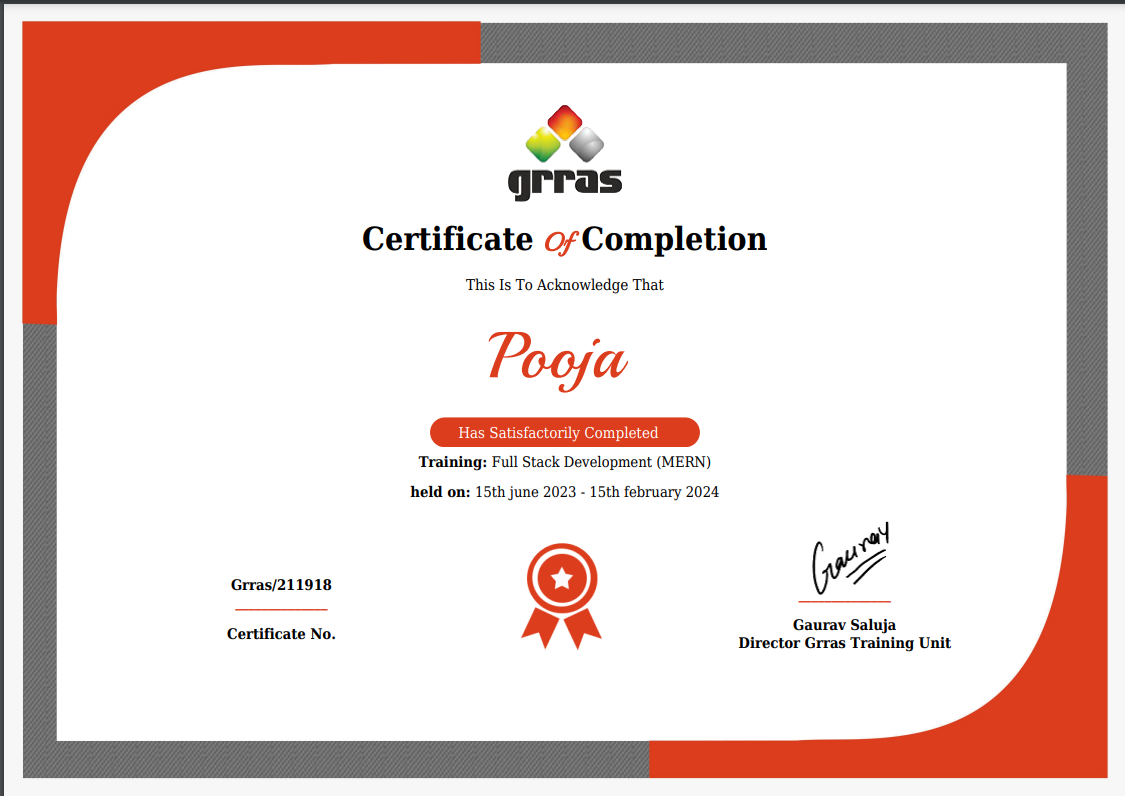 grras
Certificate Of Completion
This Is To Acknowledge That
Pooja
Has Satisfactorily Completed
Training: Full Stack Development (MERN)
held on: 15th june 2023 - 15th february 2024
Grras/211918
Certificate No.
Gaurav
Gaurav Saluja
Director Grras Training Unit